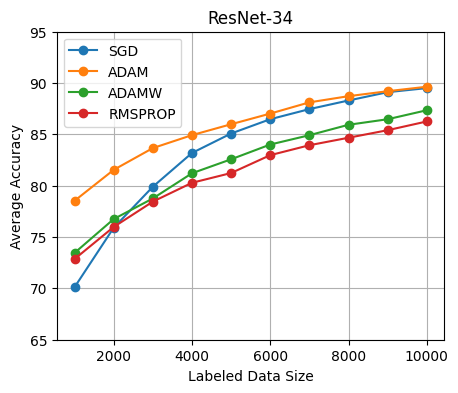 ResNet-34
SGD
ADAM
ADAMW
RMSPROP
95
90
85
80
75
70
65
Average Accuracy
2000 4000 6000 8000 10000
Labeled Data Size